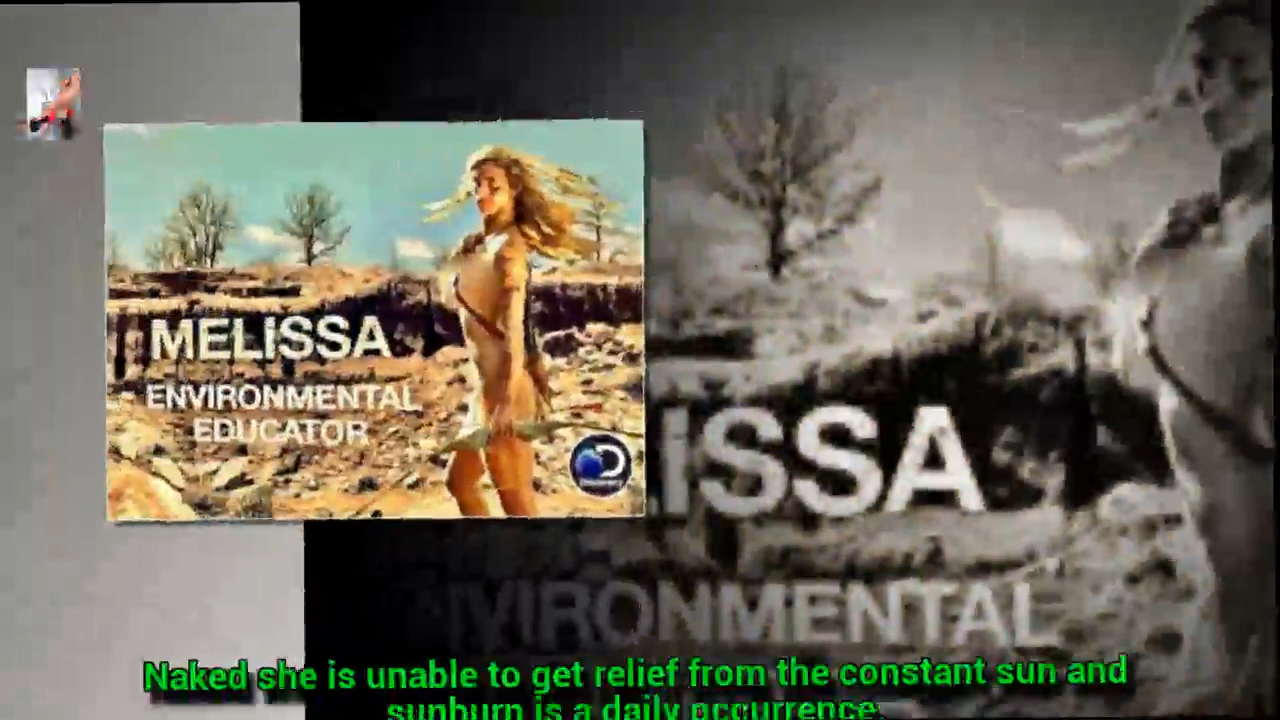 MELISSA
ENVIRONMENTAL
EDUCATOR
ISSA
NVIRONMENTAL
Naked she is unable to get relief from the constant sun and
sunburn is a daily occurrence.